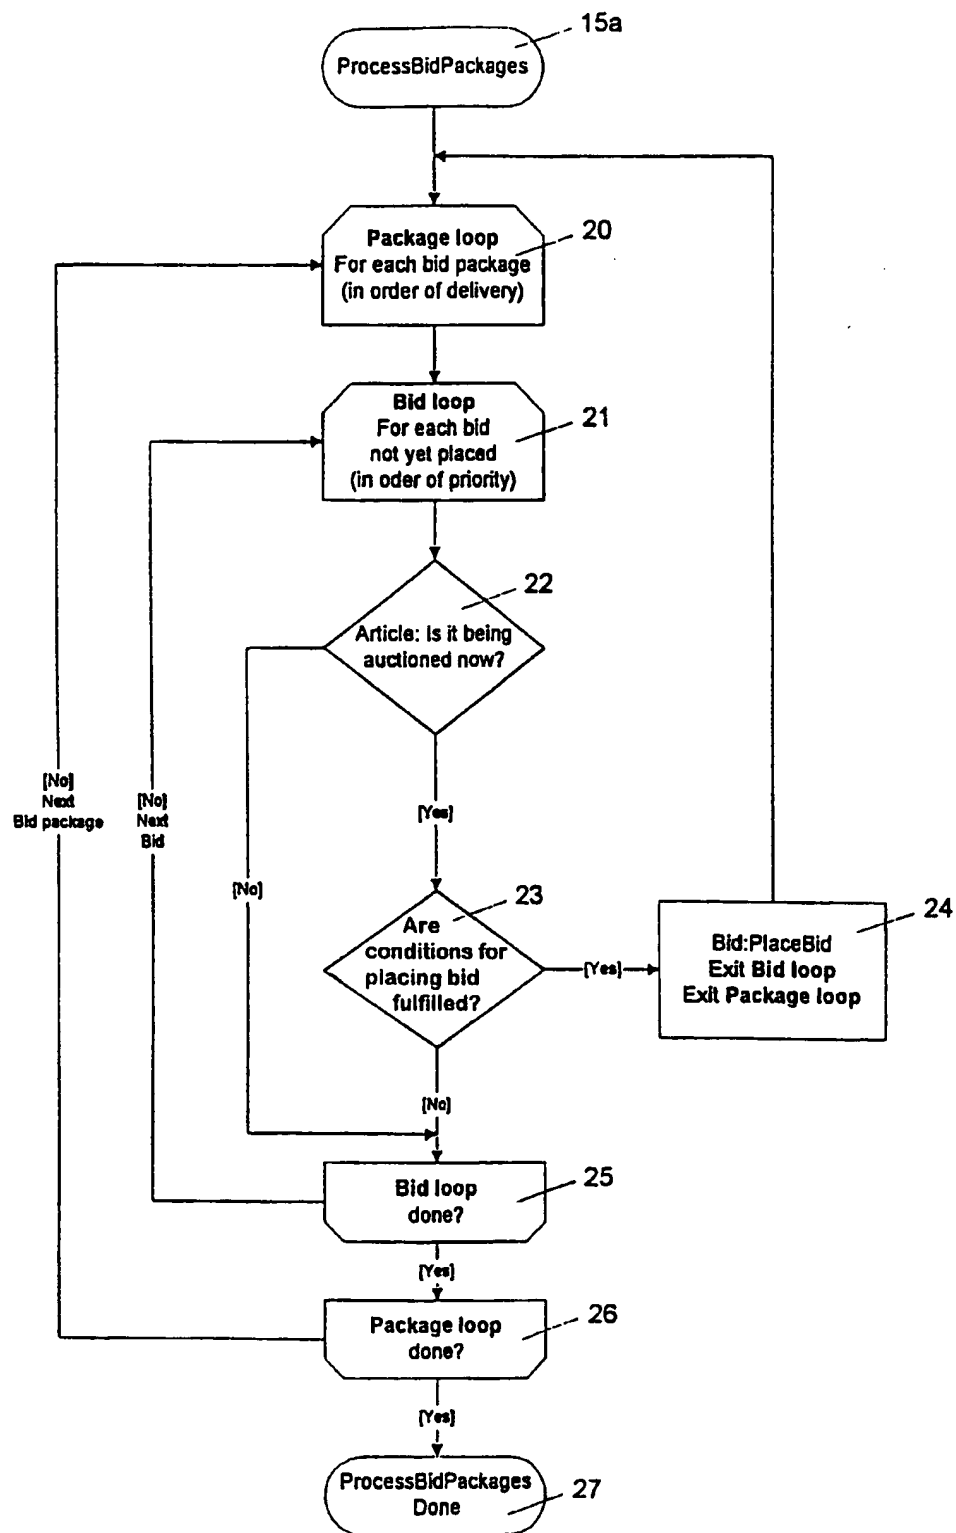 15a
ProcessBidPackages
20
Package loop
For each bid package
(in order of delivery)
21
Bid loop
For each bid
not yet placed
(in oder of priority)
22
Article: Is it being
auctioned now?
[No]
Next
Bid package
[No]
Next
Bid
[Yes]
[No]
23
Are
conditions for
placing bid
fulfilled?
[Yes]
24
Bid:PlaceBid
Exit Bid loop
Exit Package loop
[No]
25
Bid loop
done?
[Yes]
26
Package loop
done?
[Yes]
ProcessBidPackages
Done
27